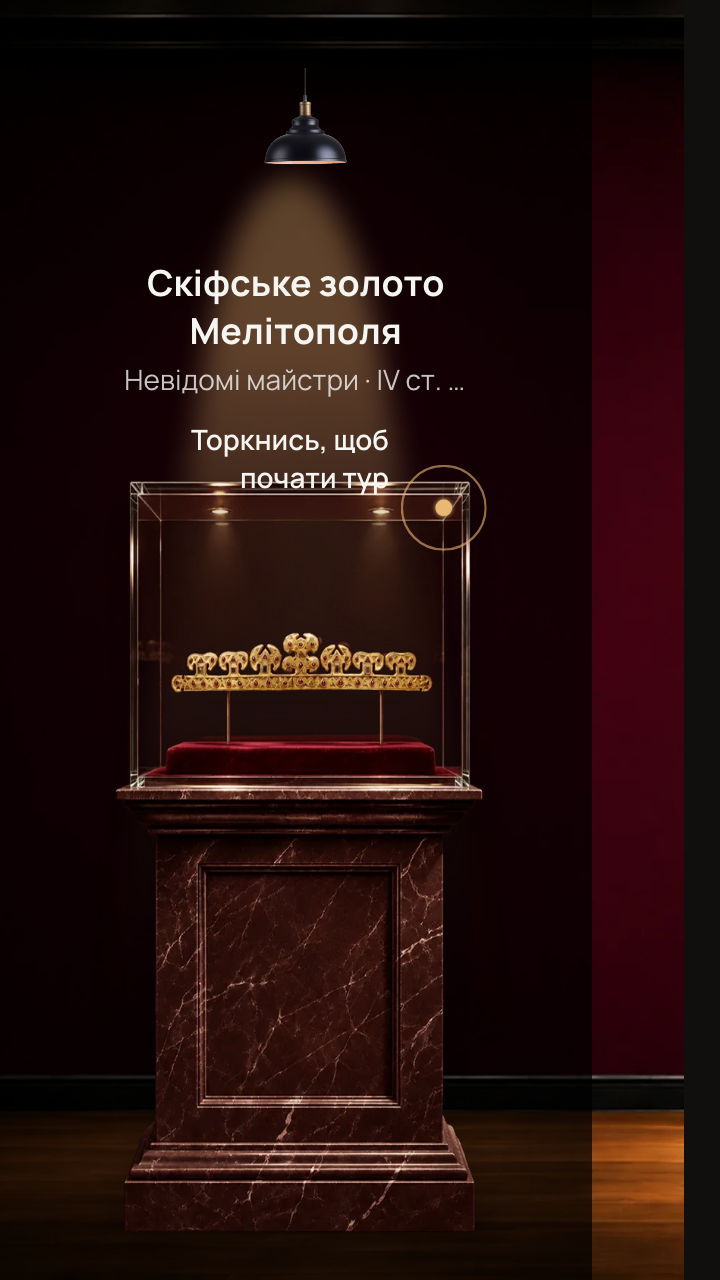 Скіфське золото
Мелітополя
Невідомі майстри · IV ст. ...
Торкнись, щоб
почати тур